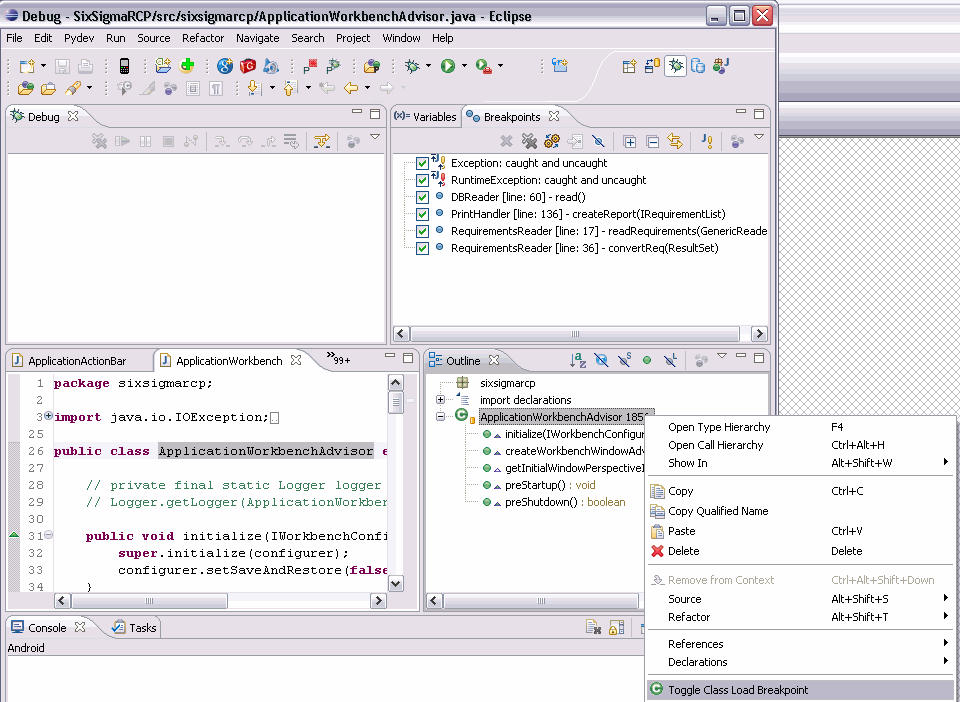 Debug - SixSigmaRCP/src/sixsigmarcp/ApplicationWorkbenchAdvisor.java - Eclipse
File Edit Pydev Run Source Refactor Navigate Search Project Window Help
Debug
(x)= Variables Breakpoints
Exception: caught and uncaught
RuntimeException: caught and uncaught
DBReader [line: 60] - read()
PrintHandler [line: 136] - createReport(IRequirementList)
RequirementsReader [line: 17] - readRequirements(GenericReade
RequirementsReader [line: 36] - convertReq(ResultSet)
ApplicationActionBar ApplicationWorkbench »99+
1 package sixsigmarcp;
2
3 import java.io.IOException;
25
26 public class ApplicationWorkbenchAdvisor e
27
28 // private final static Logger logger
29 // Logger.getLogger(ApplicationWorkben
30
31 public void initialize(IWorkbenchConfi
32 super.initialize(configurer);
33 configurer.setSaveAndRestore(false
34 }
Outline
sixsigmarcp
import declarations
ApplicationWorkbenchAdvisor 185
initialize(IWorkbenchConfigur
createWorkbenchWindowAdv
getInitialWindowPerspectiveI
preStartup() : void
preShutdown() : boolean
Open Type Hierarchy F4
Open Call Hierarchy Ctrl+Alt+H
Show In Alt+Shift+W
Copy Ctrl+C
Copy Qualified Name
Paste Ctrl+V
Delete Delete
Remove from Context Ctrl+Alt+Shift+Down
Source Alt+Shift+S
Refactor Alt+Shift+T
References
Declarations
Toggle Class Load Breakpoint
Console Tasks
Android